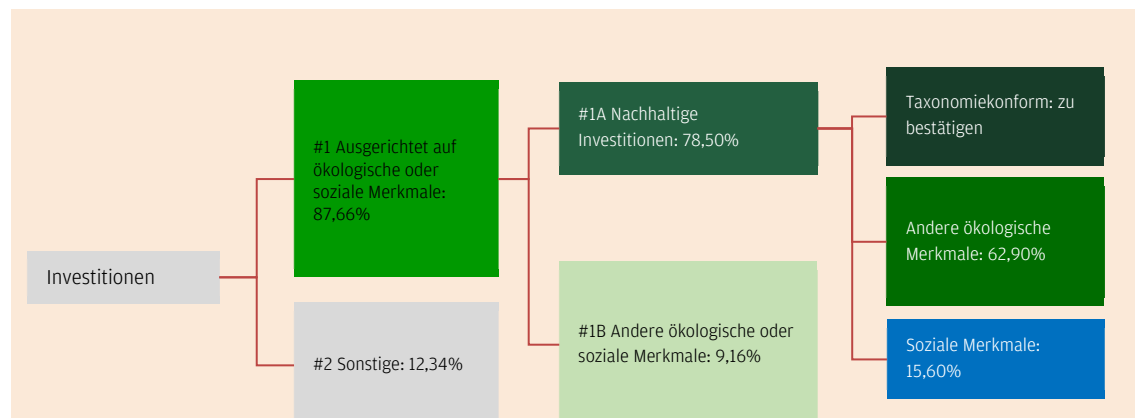 Investitionen
#1 Ausgerichtet auf
ökologische oder
soziale Merkmale:
87,66%
#2 Sonstige: 12,34%
#1A Nachhaltige
Investitionen: 78,50%
#1B Andere ökologische oder
soziale Merkmale: 9,16%
Taxonomiekonform: zu
bestätigen
Andere ökologische
Merkmale: 62,90%
Soziale Merkmale:
15,60%